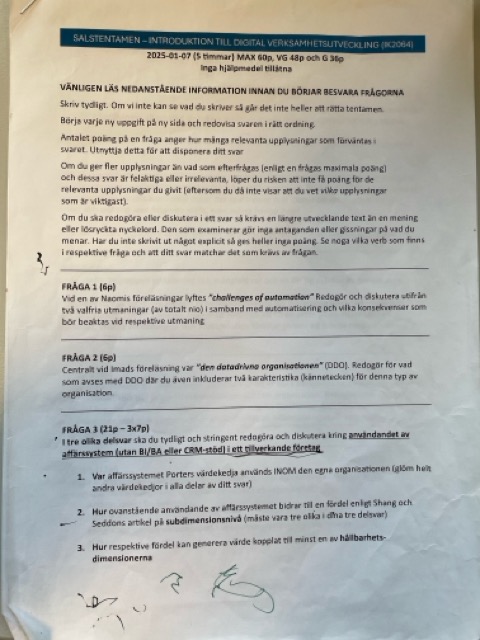 SALSTENTAMEN – INTRODUKTION TILL DIGITAL VERKSAMHETSUTVECKLING (IK2064)
2025-01-07 (5 timmar) MAX 60p, VG 48p och G 36p
Inga hjälpmedel tillåtna
VÄNLIGEN LÄS NEDANSTÅENDE INFORMATION INNAN DU BÖRJAR BESVARA FRÅGORNA
Skriv tydligt. Om vi inte kan se vad du skriver så går det inte heller att rätta tentamen.
Börja varje ny uppgift på ny sida och redovisa svaren i rätt ordning.
Antalet poäng på en fråga anger hur många relevanta upplysningar som förväntas i
svaret. Utnyttja detta för att disponera ditt svar
Om du ger fler upplysningar än vad som efterfrågas (enligt en frågas maximala poäng)
och dessa svar är felaktiga eller irrelevanta, löper du risken att inte få poäng för de
relevanta upplysningar du givit (eftersom du då inte visar att du vet vilka upplysningar
som är viktigast).
Om du ska redogöra eller diskutera i ett svar så krävs en längre utvecklande text än en mening
eller lösryckta nyckelord. Den som examinerar gör inga antaganden eller gissningar på vad du
menar. Har du inte skrivit ut något explicit så ges heller inga poäng. Se noga vilka verb som finns
i respektive fråga och att ditt svar matchar det som krävs av frågan.
FRÅGA 1 (6p)
Vid en av Naomis föreläsningar lyftes "challenges of automation" Redogör och diskutera utifrån
två valfria utmaningar (av totalt nio) i samband med automatisering och vilka konsekvenser som
bör beaktas vid respektive utmaning
FRÅGA 2 (6p)
Centralt vid Imads föreläsning var "den datadrivna organisationen" (DDO). Redogör för vad
som avses med DDO där du även inkluderar två karakteristika (kännetecken) för denna typ av
organisation.
FRÅGA 3 (21p – 3x7p)
I tre olika delsvar ska du tydligt och stringent redogöra och diskutera kring användandet av
affärssystem (utan BI/BA eller CRM-stöd) i ett tillverkande företag
1. Var affärssystemet Porters värdekedja används INOM den egna organisationen (glöm helt
andra värdekedjor i alla delar av ditt svar)
2. Hur ovanstående användande av affärssystemet bidrar till en fördel enligt Shang och
Seddons artikel på subdimensionsnivå (måste vara tre olika i dina tre delsvar)
3. Hur respektive fördel kan generera värde kopplat till minst en av hållbarhets-
dimensionerna